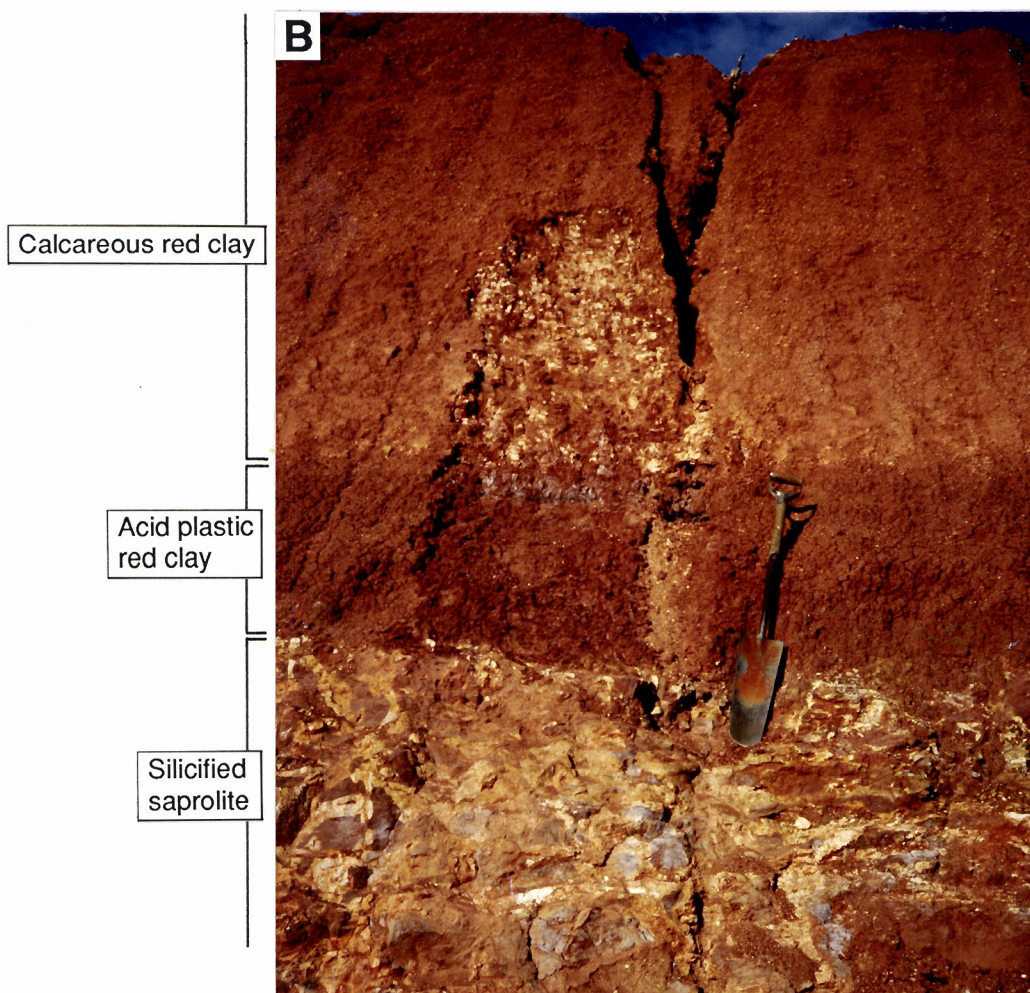 B
Calcareous red clay
Acid plastic
red clay
Silicified
saprolite